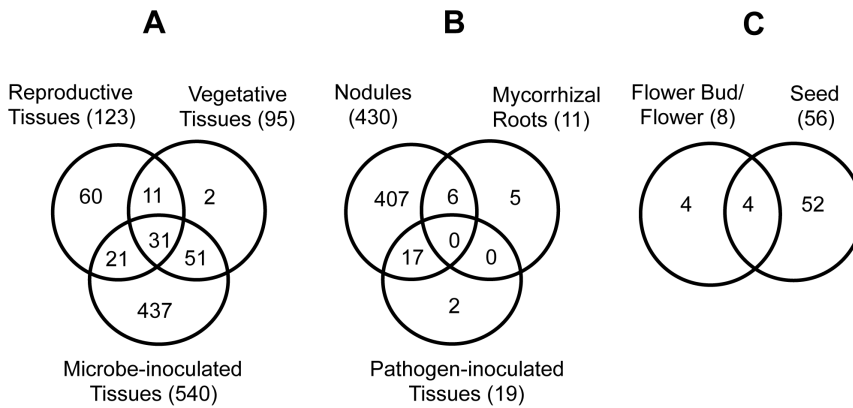 A
B
C
Reproductive
Tissues (123)
Vegetative
Tissues (95)
60
11
2
31
21
51
437
Microbe-inoculated
Tissues (540)
Nodules
(430)
Mycorrhizal
Roots (11)
407
6
5
0
17
0
2
Pathogen-inoculated
Tissues (19)
Flower Bud/
Flower (8)
Seed
(56)
4
4
52